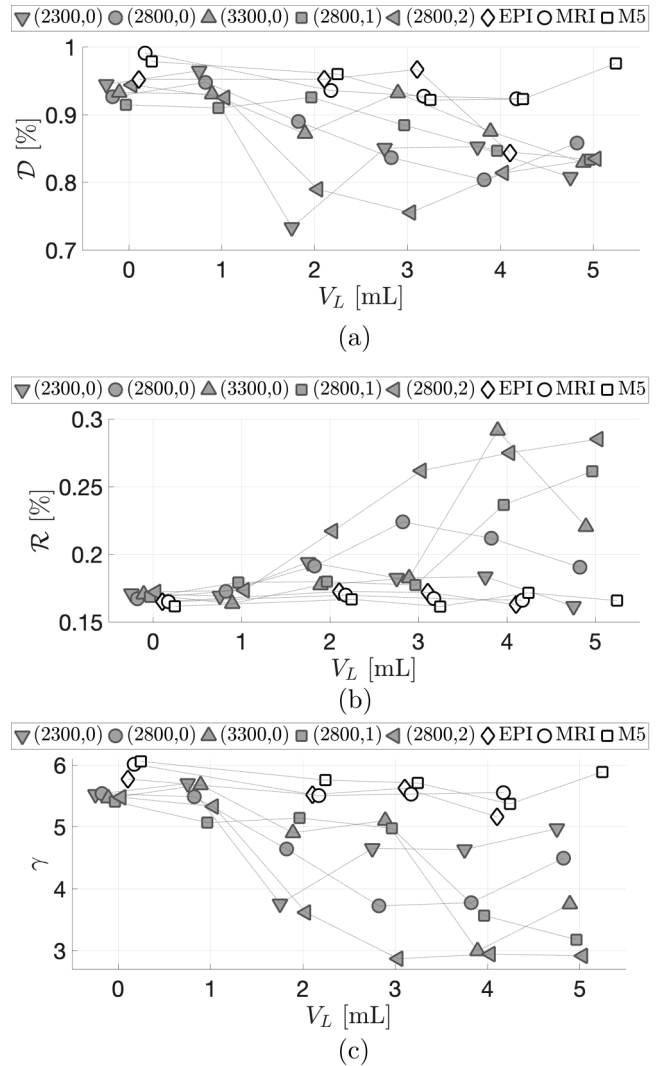 (2300,0) (2800,0) (3300,0) (2800,1) (2800,2) EPI MRI M5
1
0.9
0.8
0.7
𝒟 [%]
0 1 2 3 4 5
V_L [mL]
(a)
(2300,0) (2800,0) (3300,0) (2800,1) (2800,2) EPI MRI M5
0.3
0.25
0.2
0.15
ℛ [%]
0 1 2 3 4 5
V_L [mL]
(b)
(2300,0) (2800,0) (3300,0) (2800,1) (2800,2) EPI MRI M5
6
5
4
3
γ
0 1 2 3 4 5
V_L [mL]
(c)